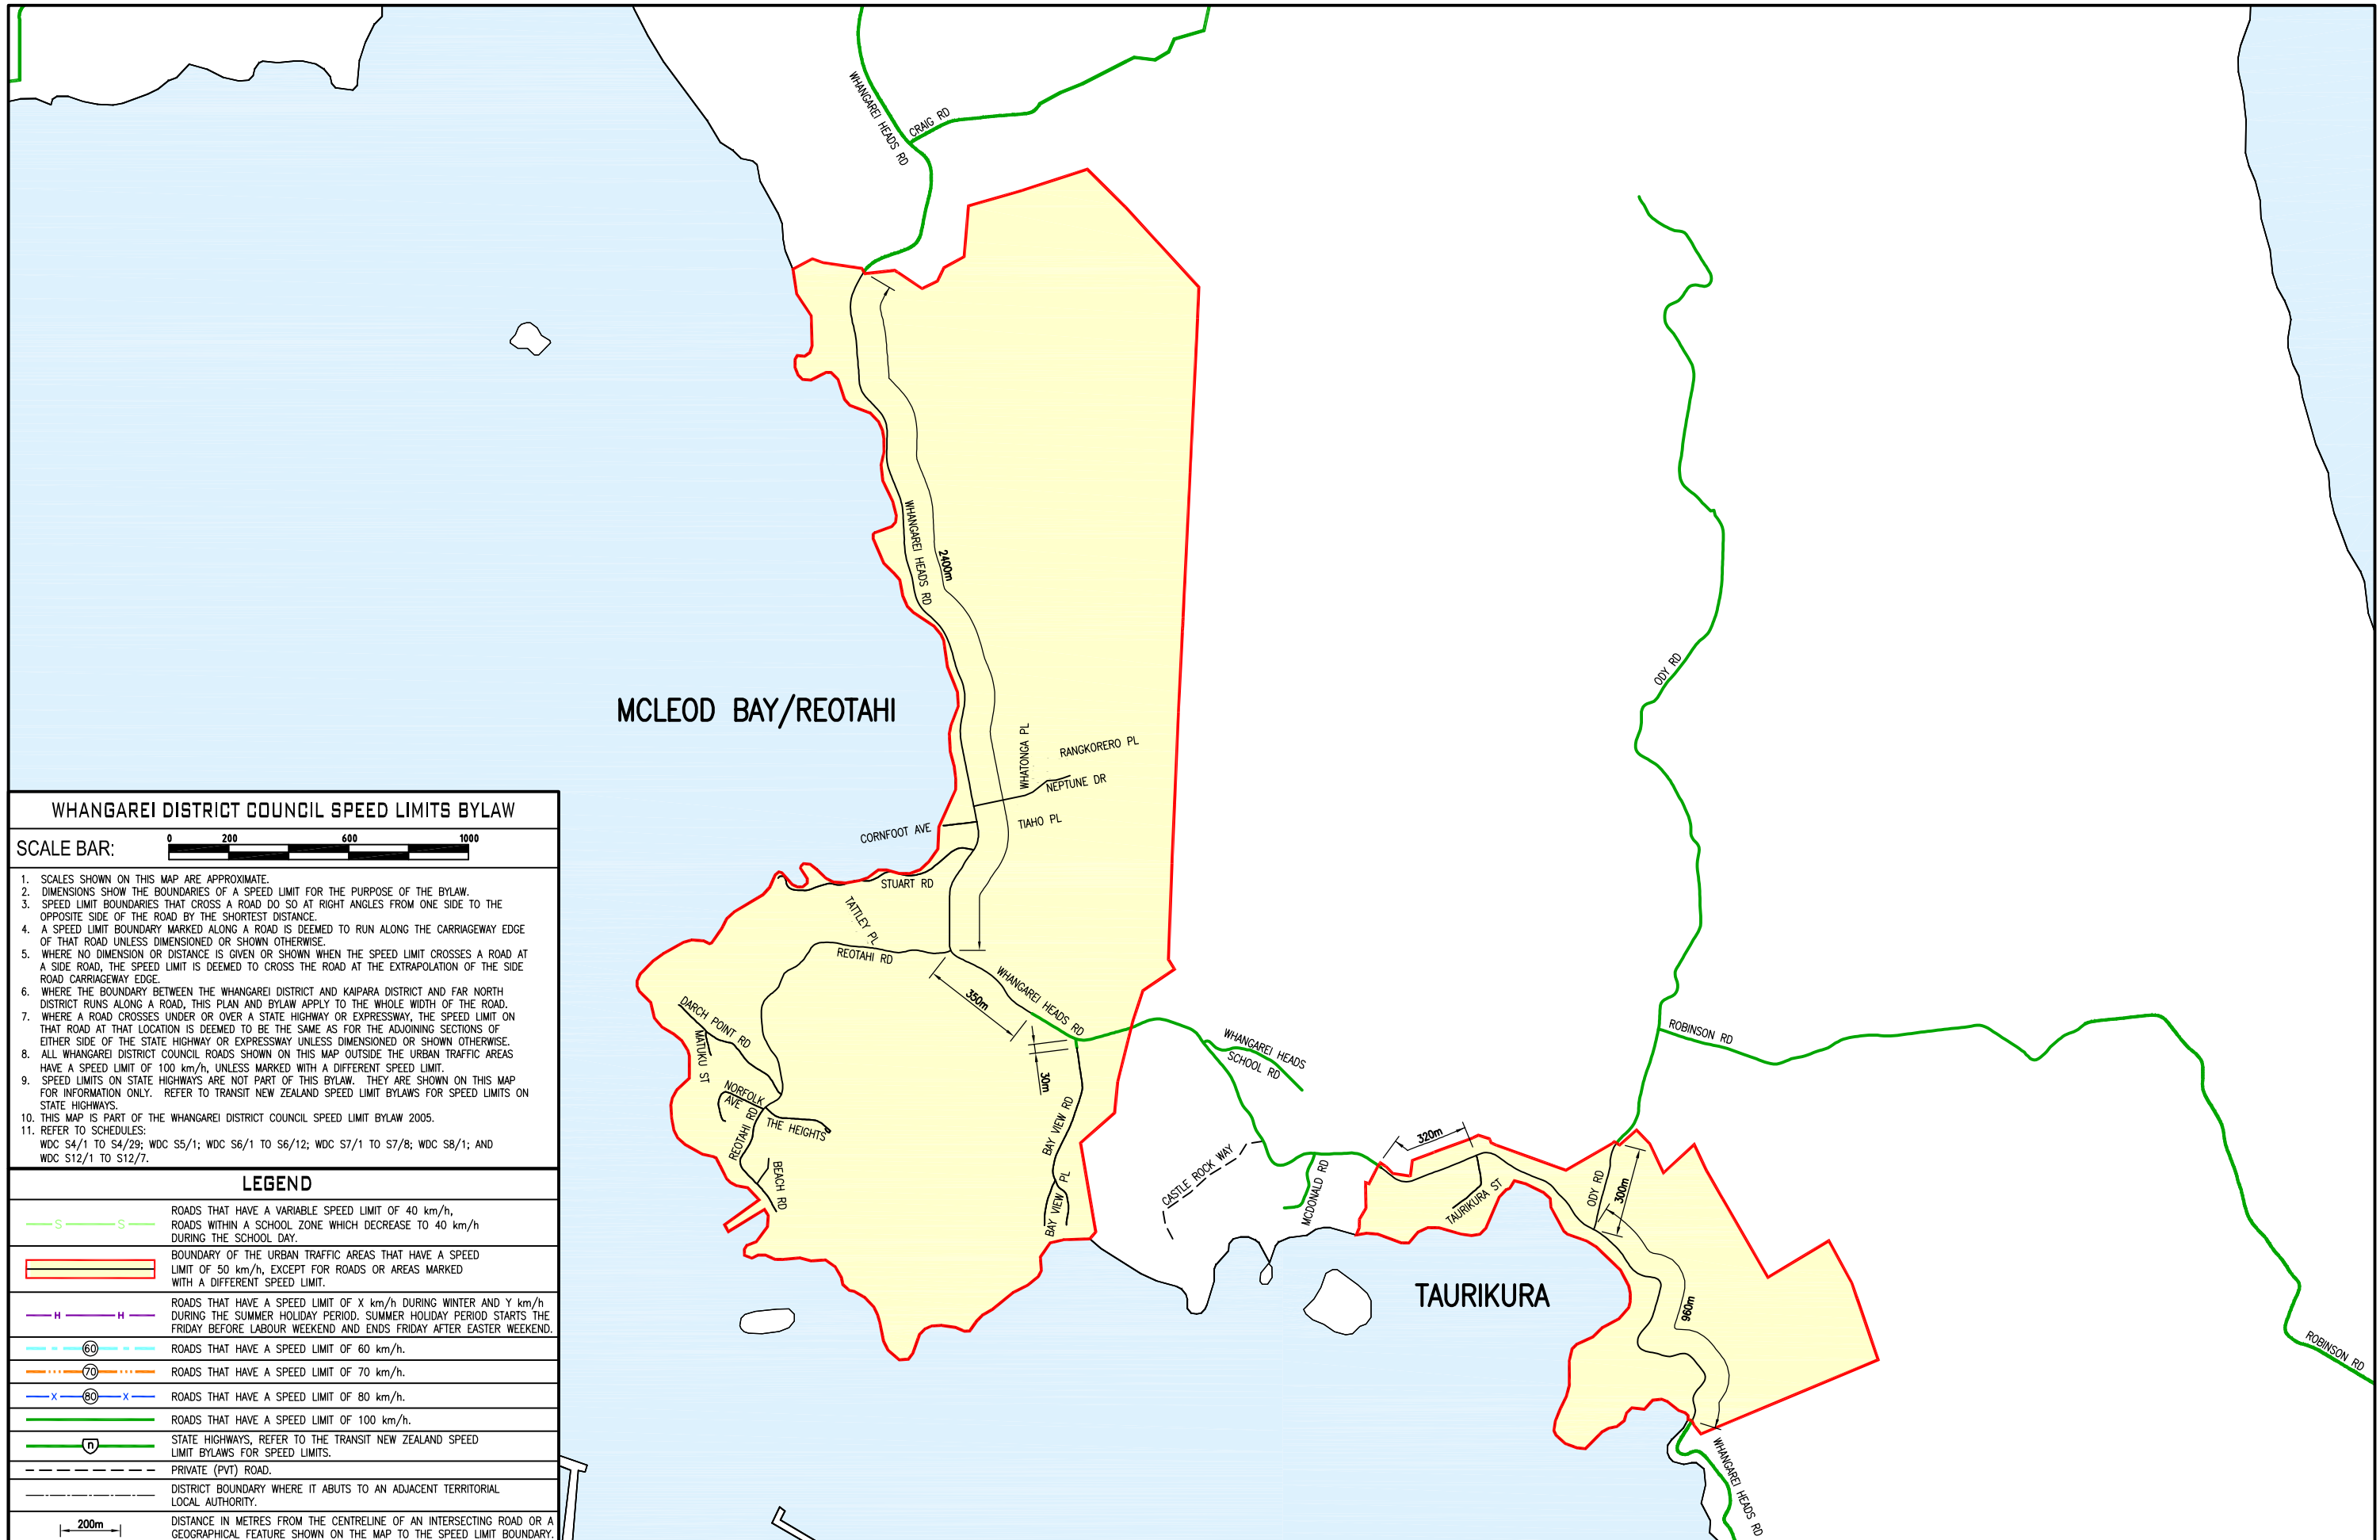 WHANGAREI HEADS RD
CRAIG RD
WHANGAREI HEADS RD
2400m
ODY RD
MCLEOD BAY/REOTAHI
WHATONGA PL
RANGKORERO PL
NEPTUNE DR
TIAHO PL
CORNFOOT AVE
STUART RD
TATTLEY PL
REOTAHI RD
WHANGAREI HEADS RD
350m
DARCH POINT RD
MATUKU ST
NORFOLK
AVE
THE HEIGHTS
REOTAHI RD
BEACH RD
30m
BAY VIEW RD
BAY VIEW PL
WHANGAREI HEADS
SCHOOL RD
CASTLE ROCK WAY
MCDONALD RD
320m
TAURIKURA ST
ODY RD
300m
ROBINSON RD
TAURIKURA
960m
ROBINSON RD
WHANGAREI HEADS RD
WHANGAREI DISTRICT COUNCIL SPEED LIMITS BYLAW
SCALE BAR:
0 200 600 1000
1. SCALES SHOWN ON THIS MAP ARE APPROXIMATE.
2. DIMENSIONS SHOW THE BOUNDARIES OF A SPEED LIMIT FOR THE PURPOSE OF THE BYLAW.
3. SPEED LIMIT BOUNDARIES THAT CROSS A ROAD DO SO AT RIGHT ANGLES FROM ONE SIDE TO THE
OPPOSITE SIDE OF THE ROAD BY THE SHORTEST DISTANCE.
4. A SPEED LIMIT BOUNDARY MARKED ALONG A ROAD IS DEEMED TO RUN ALONG THE CARRIAGEWAY EDGE
OF THAT ROAD UNLESS DIMENSIONED OR SHOWN OTHERWISE.
5. WHERE NO DIMENSION OR DISTANCE IS GIVEN OR SHOWN WHEN THE SPEED LIMIT CROSSES A ROAD AT
A SIDE ROAD, THE SPEED LIMIT IS DEEMED TO CROSS THE ROAD AT THE EXTRAPOLATION OF THE SIDE
ROAD CARRIAGEWAY EDGE.
6. WHERE THE BOUNDARY BETWEEN THE WHANGAREI DISTRICT AND KAIPARA DISTRICT AND FAR NORTH
DISTRICT RUNS ALONG A ROAD, THIS PLAN AND BYLAW APPLY TO THE WHOLE WIDTH OF THE ROAD.
7. WHERE A ROAD CROSSES UNDER OR OVER A STATE HIGHWAY OR EXPRESSWAY, THE SPEED LIMIT ON
THAT ROAD AT THAT LOCATION IS DEEMED TO BE THE SAME AS FOR THE ADJOINING SECTIONS OF
EITHER SIDE OF THE STATE HIGHWAY OR EXPRESSWAY UNLESS DIMENSIONED OR SHOWN OTHERWISE.
8. ALL WHANGAREI DISTRICT COUNCIL ROADS SHOWN ON THIS MAP OUTSIDE THE URBAN TRAFFIC AREAS
HAVE A SPEED LIMIT OF 100 km/h, UNLESS MARKED WITH A DIFFERENT SPEED LIMIT.
9. SPEED LIMITS ON STATE HIGHWAYS ARE NOT PART OF THIS BYLAW. THEY ARE SHOWN ON THIS MAP
FOR INFORMATION ONLY. REFER TO TRANSIT NEW ZEALAND SPEED LIMIT BYLAWS FOR SPEED LIMITS ON
STATE HIGHWAYS.
10. THIS MAP IS PART OF THE WHANGAREI DISTRICT COUNCIL SPEED LIMIT BYLAW 2005.
11. REFER TO SCHEDULES:
WDC S4/1 TO S4/29; WDC S5/1; WDC S6/1 TO S6/12; WDC S7/1 TO S7/8; WDC S8/1; AND
WDC S12/1 TO S12/7.
LEGEND
S S ROADS THAT HAVE A VARIABLE SPEED LIMIT OF 40 km/h,
ROADS WITHIN A SCHOOL ZONE WHICH DECREASE TO 40 km/h
DURING THE SCHOOL DAY.
BOUNDARY OF THE URBAN TRAFFIC AREAS THAT HAVE A SPEED
LIMIT OF 50 km/h, EXCEPT FOR ROADS OR AREAS MARKED
WITH A DIFFERENT SPEED LIMIT.
ROADS THAT HAVE A SPEED LIMIT OF X km/h DURING WINTER AND Y km/h
H H DURING THE SUMMER HOLIDAY PERIOD. SUMMER HOLIDAY PERIOD STARTS THE
FRIDAY BEFORE LABOUR WEEKEND AND ENDS FRIDAY AFTER EASTER WEEKEND.
60 ROADS THAT HAVE A SPEED LIMIT OF 60 km/h.
70 ROADS THAT HAVE A SPEED LIMIT OF 70 km/h.
X 80 X ROADS THAT HAVE A SPEED LIMIT OF 80 km/h.
ROADS THAT HAVE A SPEED LIMIT OF 100 km/h.
n STATE HIGHWAYS, REFER TO THE TRANSIT NEW ZEALAND SPEED
LIMIT BYLAWS FOR SPEED LIMITS.
PRIVATE (PVT) ROAD.
DISTRICT BOUNDARY WHERE IT ABUTS TO AN ADJACENT TERRITORIAL
LOCAL AUTHORITY.
200m DISTANCE IN METRES FROM THE CENTRELINE OF AN INTERSECTING ROAD OR A
GEOGRAPHICAL FEATURE SHOWN ON THE MAP TO THE SPEED LIMIT BOUNDARY.